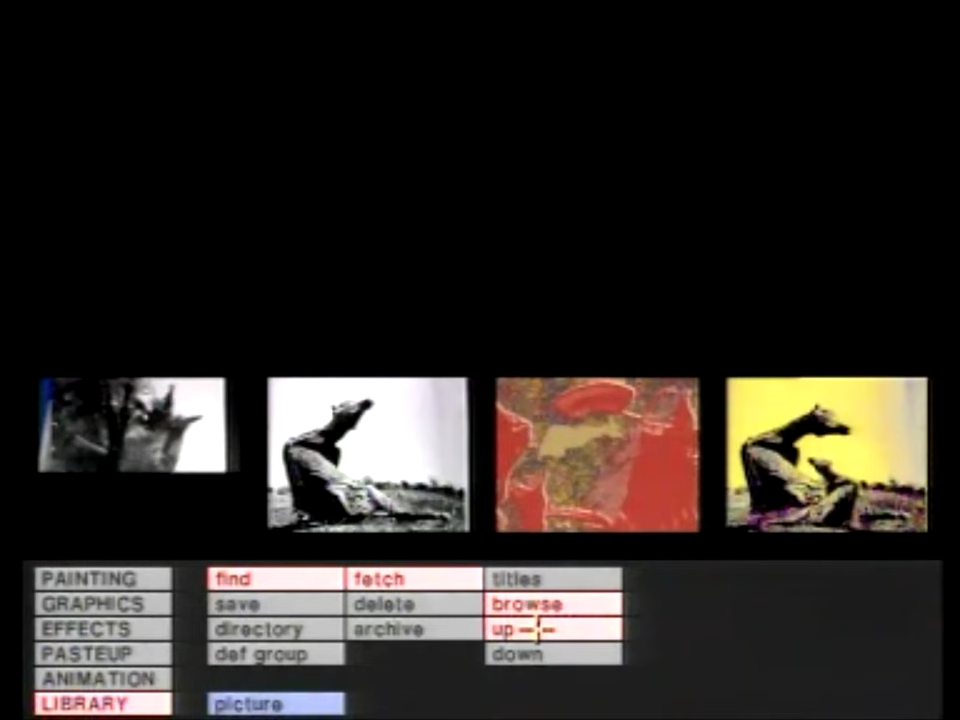 PAINTING find fetch titles
GRAPHICS save delete browse
EFFECTS directory archive up
PASTEUP def group down
ANIMATION
LIBRARY picture